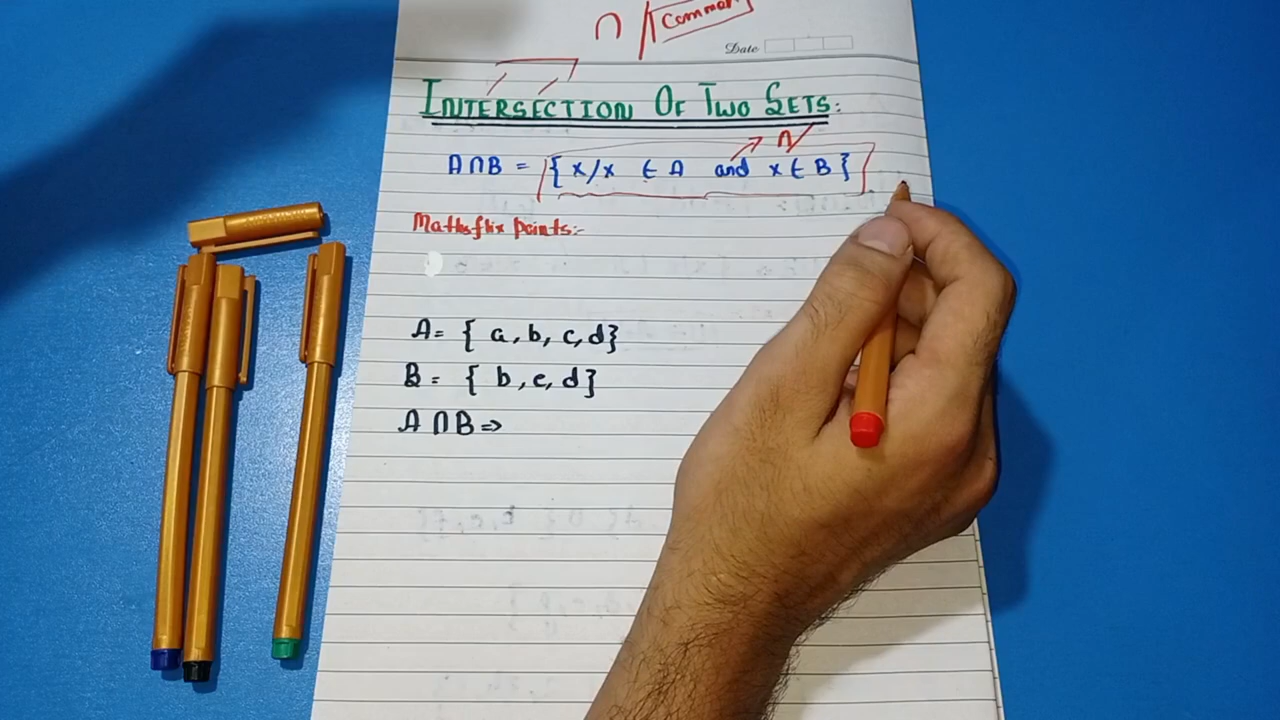 ∩ / Common
Date
INTERSECTION OF TWO SETS:
∩
A∩B = { x/x ∈ A and x ∈ B }
Mathsflix points:-
A = { a, b, c, d }
B = { b, c, d }
A ∩ B ⇒